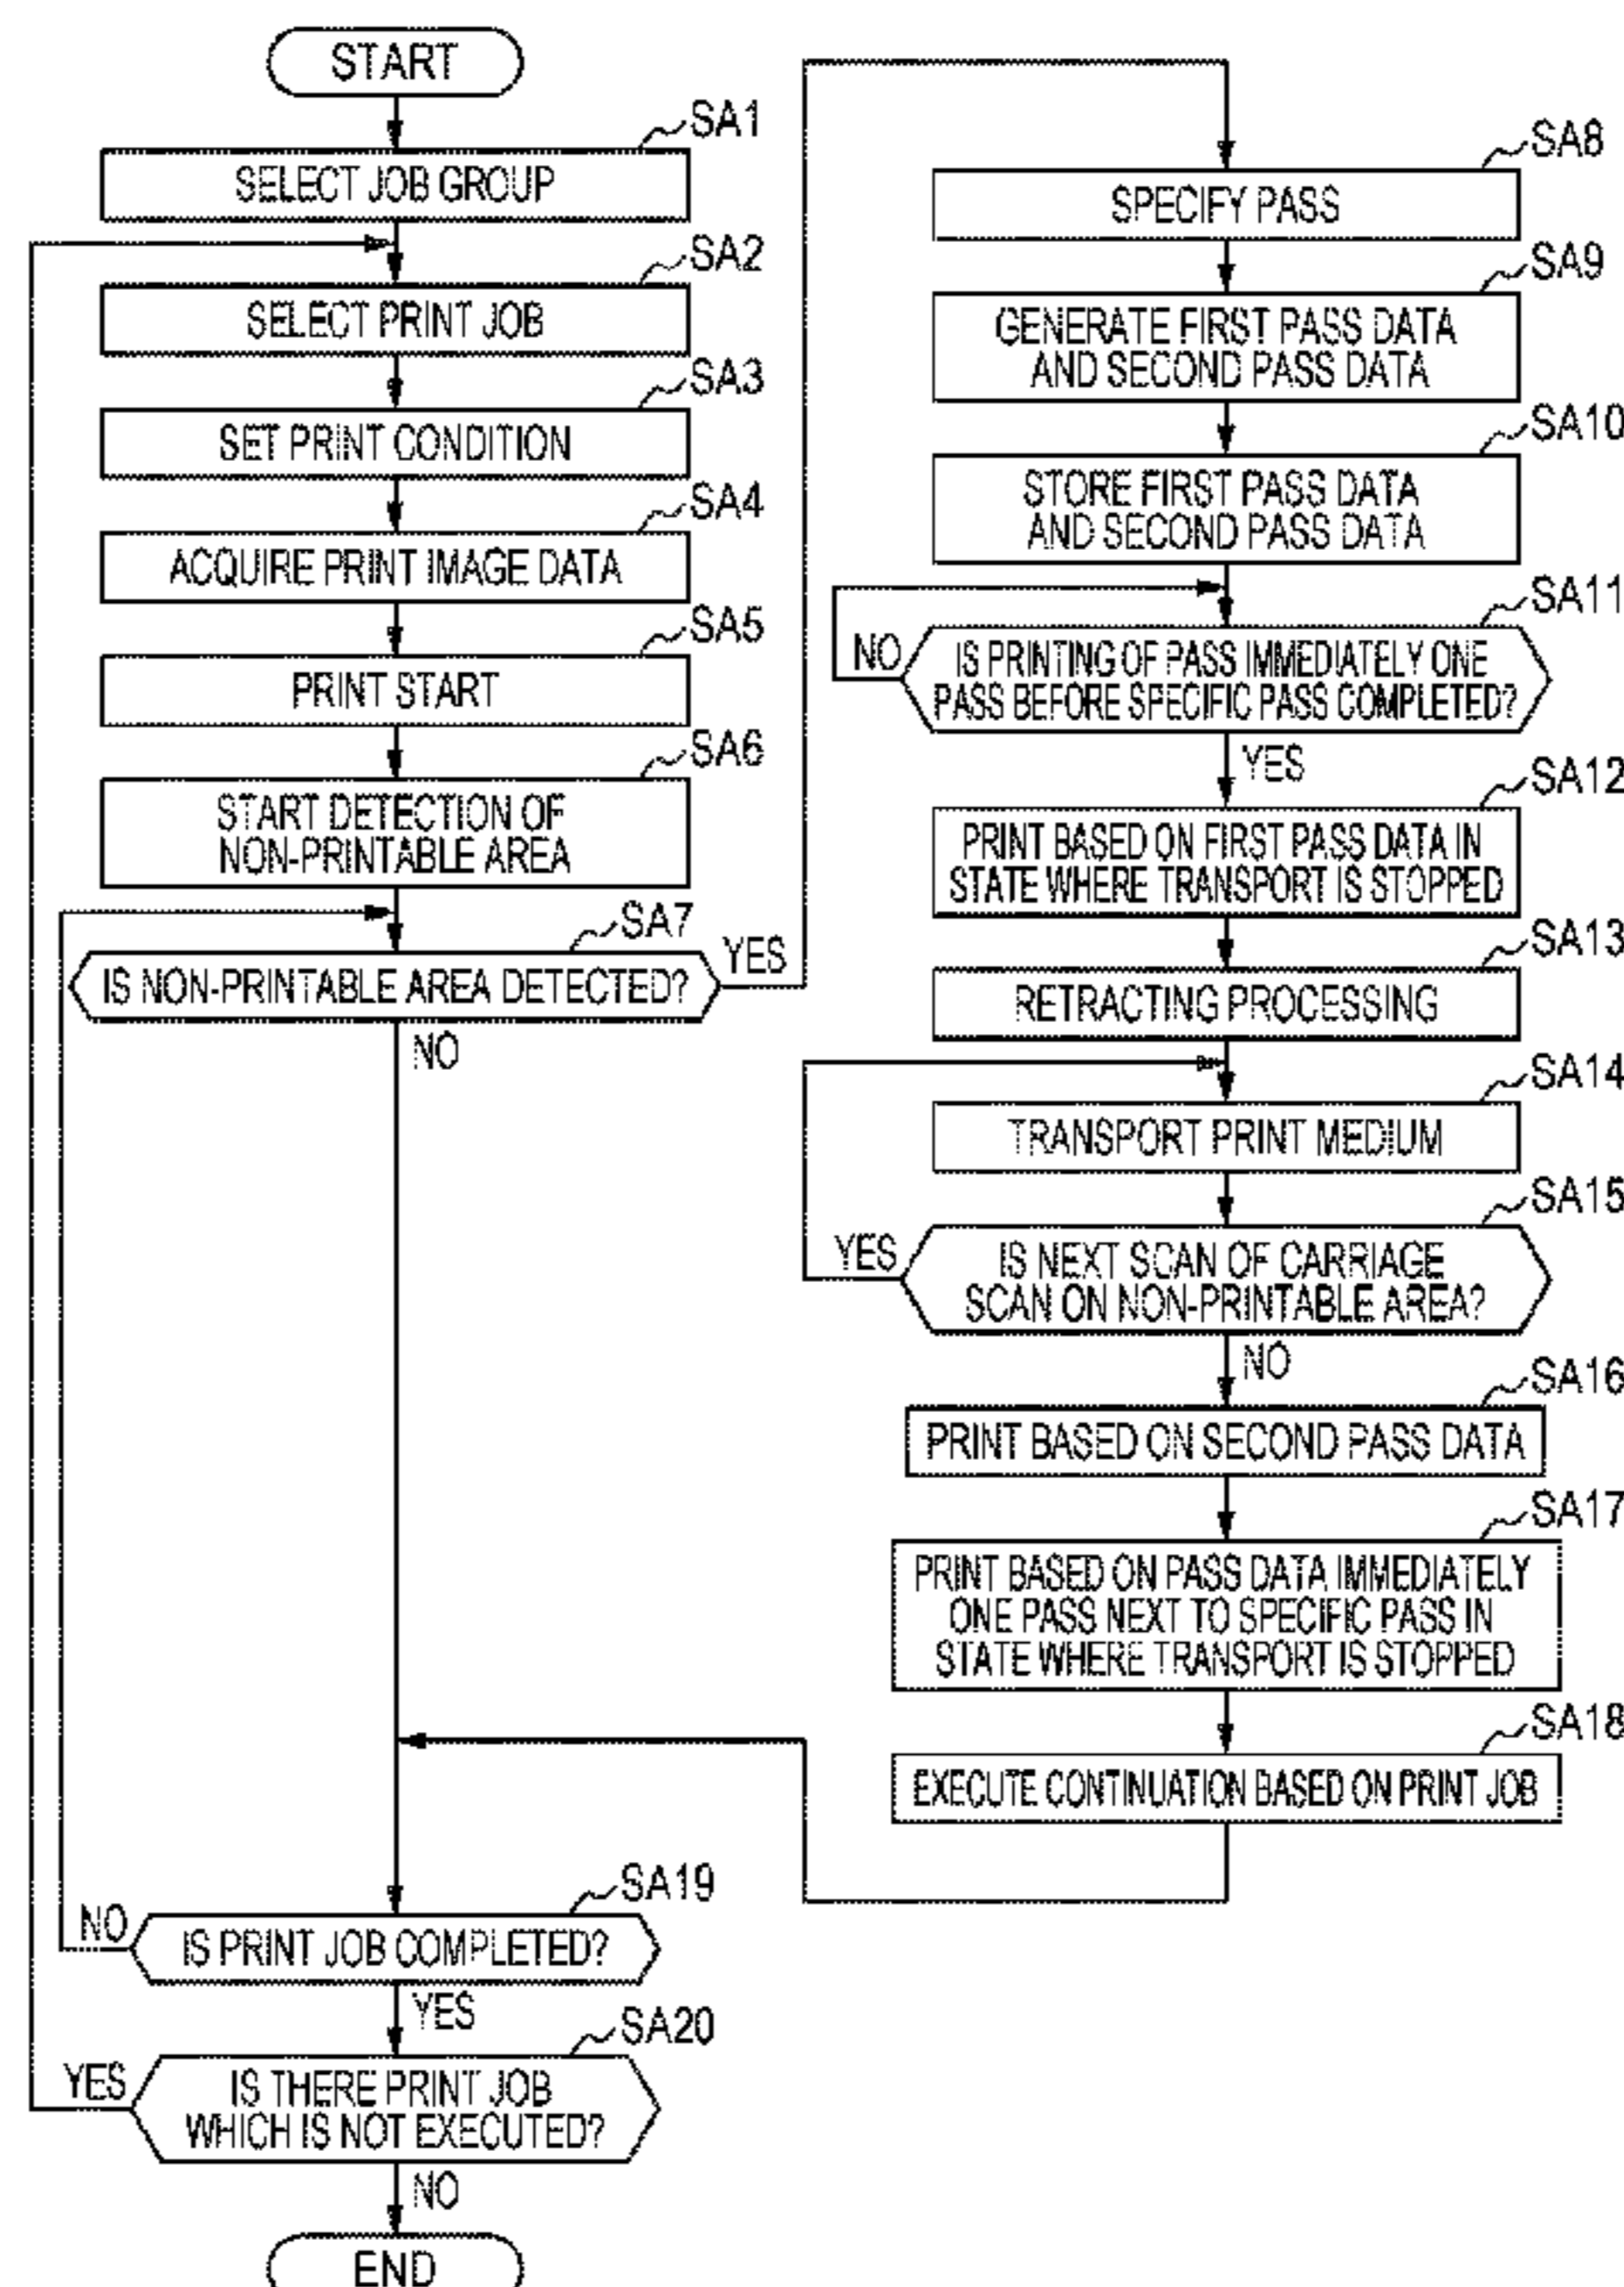 START
SA1
SELECT JOB GROUP
SA2
SELECT PRINT JOB
SA3
SET PRINT CONDITION
SA4
ACQUIRE PRINT IMAGE DATA
SA5
PRINT START
SA6
START DETECTION OF
NON-PRINTABLE AREA
SA7
IS NON-PRINTABLE AREA DETECTED?
YES
NO
SA8
SPECIFY PASS
SA9
GENERATE FIRST PASS DATA
AND SECOND PASS DATA
SA10
STORE FIRST PASS DATA
AND SECOND PASS DATA
SA11
NO
IS PRINTING OF PASS IMMEDIATELY ONE
PASS BEFORE SPECIFIC PASS COMPLETED?
YES
SA12
PRINT BASED ON FIRST PASS DATA IN
STATE WHERE TRANSPORT IS STOPPED
SA13
RETRACTING PROCESSING
SA14
TRANSPORT PRINT MEDIUM
SA15
YES
IS NEXT SCAN OF CARRIAGE
SCAN ON NON-PRINTABLE AREA?
NO
SA16
PRINT BASED ON SECOND PASS DATA
SA17
PRINT BASED ON PASS DATA IMMEDIATELY
ONE PASS NEXT TO SPECIFIC PASS IN
STATE WHERE TRANSPORT IS STOPPED
SA18
EXECUTE CONTINUATION BASED ON PRINT JOB
SA19
NO
IS PRINT JOB COMPLETED?
YES
SA20
YES
IS THERE PRINT JOB
WHICH IS NOT EXECUTED?
NO
END